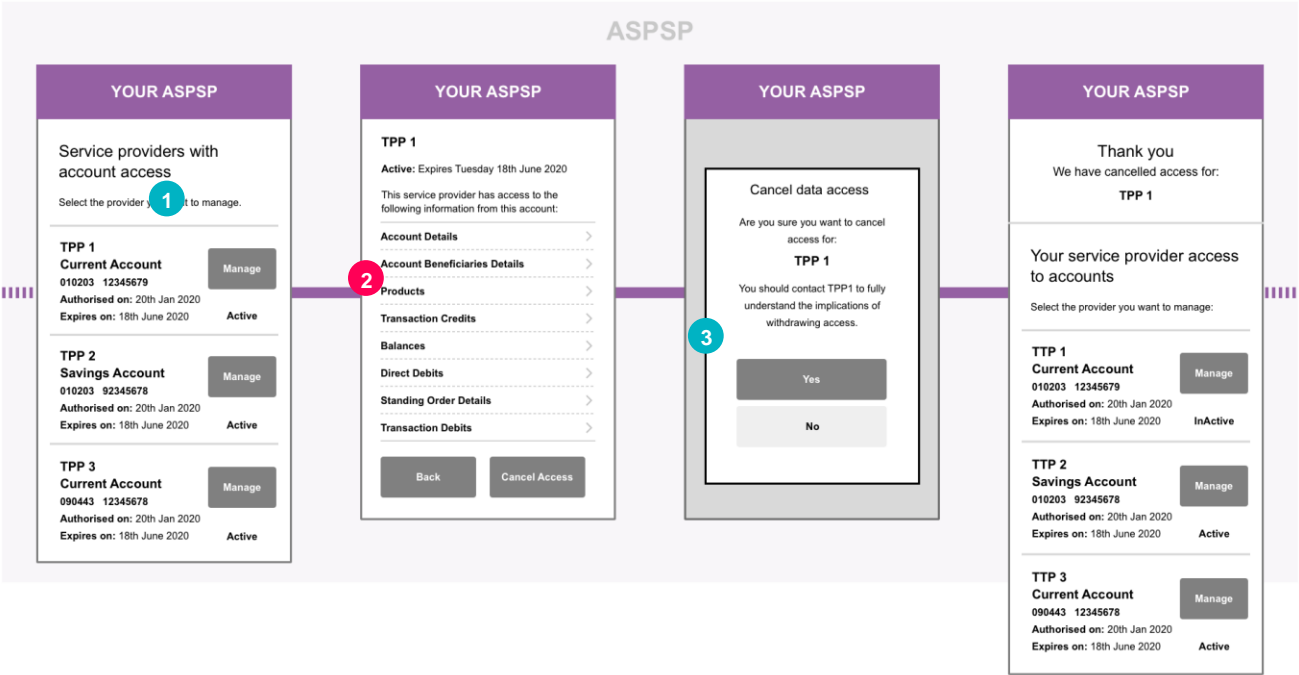 ASPSP
YOUR ASPSP
Service providers with
account access
Select the provider y t to manage.
1
TPP 1
Current Account
010203 12345679
Authorised on: 20th Jan 2020
Expires on: 18th June 2020
Manage
Active
TPP 2
Savings Account
010203 92345678
Authorised on: 20th Jan 2020
Expires on: 18th June 2020
Manage
Active
TPP 3
Current Account
090443 12345678
Authorised on: 20th Jan 2020
Expires on: 18th June 2020
Manage
Active
YOUR ASPSP
TPP 1
Active: Expires Tuesday 18th June 2020
This service provider has access to the
following information from this account:
Account Details
Account Beneficiaries Details
2
Products
Transaction Credits
Balances
Direct Debits
Standing Order Details
Transaction Debits
Back
Cancel Access
YOUR ASPSP
Cancel data access
Are you sure you want to cancel
access for:
TPP 1
You should contact TPP1 to fully
understand the implications of
withdrawing access.
3
Yes
No
YOUR ASPSP
Thank you
We have cancelled access for:
TPP 1
Your service provider access
to accounts
Select the provider you want to manage:
TTP 1
Current Account
010203 12345679
Authorised on: 20th Jan 2020
Expires on: 18th June 2020
Manage
InActive
TTP 2
Savings Account
010203 92345678
Authorised on: 20th Jan 2020
Expires on: 18th June 2020
Manage
Active
TTP 3
Current Account
090443 12345678
Authorised on: 20th Jan 2020
Expires on: 18th June 2020
Manage
Active